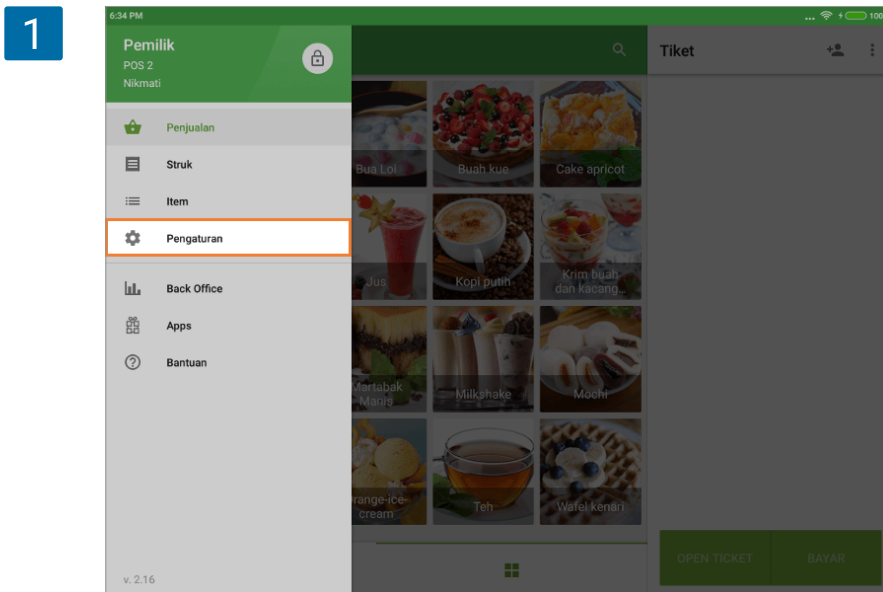 1
6:34 PM
... 100
Pemilik
POS 2
Nikmati
Tiket
Penjualan
Struk
Item
Pengaturan
Back Office
Apps
Bantuan
v. 2.16
Bua Loi
Buah kue
Cake apricot
Jus
Kopi putih
Krim buah
dan kacang...
Martabak
Manis
Milkshake
Mochi
Orange-ice-
cream
Teh
Wafel kenari
OPEN TICKET
BAYAR